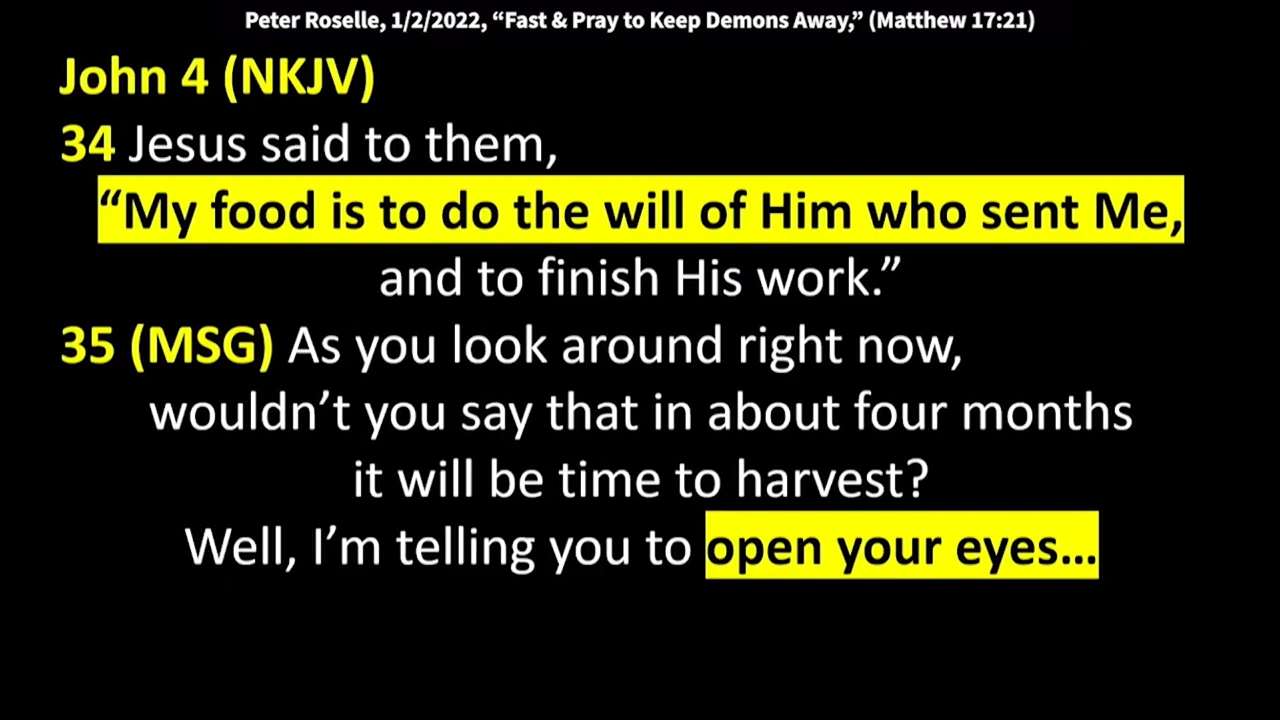 Peter Roselle, 1/2/2022, “Fast & Pray to Keep Demons Away,” (Matthew 17:21)
John 4 (NKJV)
34 Jesus said to them,
“My food is to do the will of Him who sent Me,
and to finish His work.”
35 (MSG) As you look around right now,
wouldn’t you say that in about four months
it will be time to harvest?
Well, I’m telling you to open your eyes...